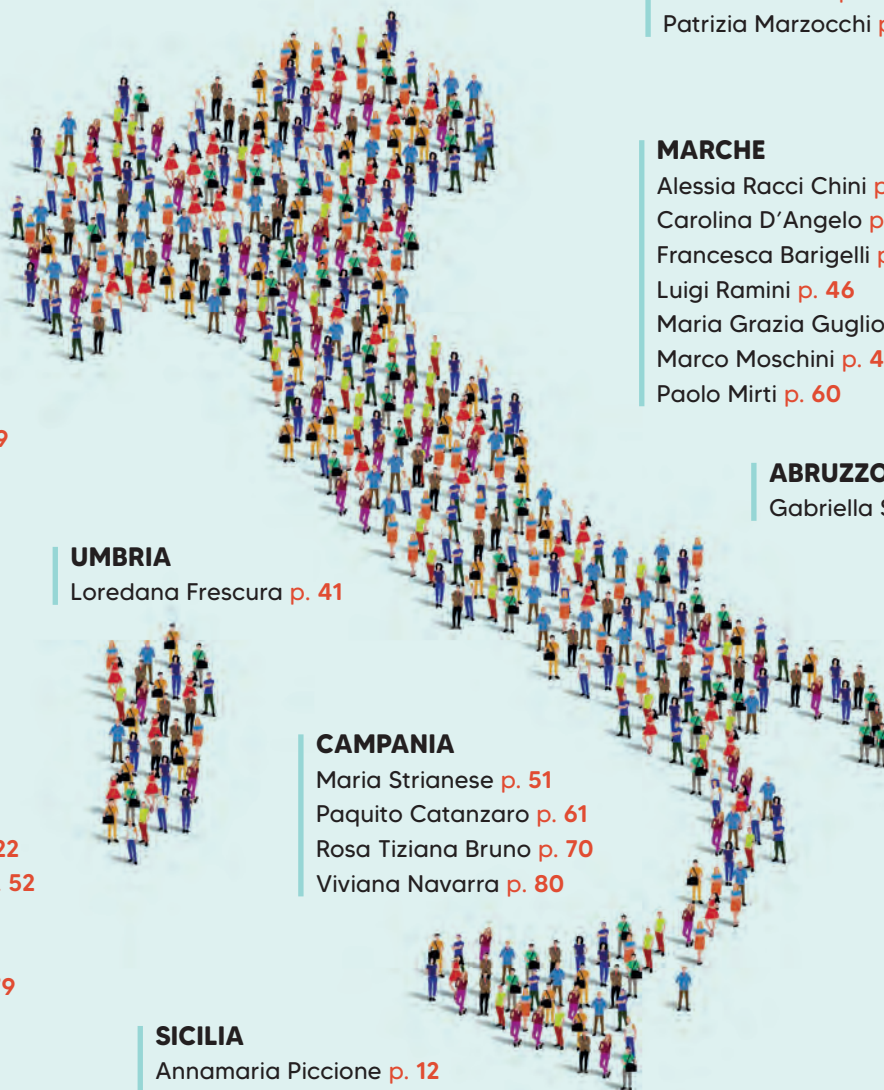 Patrizia Marzocchi
MARCHE
Alessia Racci Chini
Carolina D'Angelo p.
Francesca Barigelli
Luigi Ramini p. 46
Maria Grazia
Marco Moschini p.
Paolo Mirti p. 60
ABRUZZO
Gabriella
UMBRIA
Loredana Frescura p. 41
CAMPANIA
Maria Strianese p. 51
Paquito Catanzaro p. 61
Rosa Tiziana Bruno p. 70
Viviana Navarra p. 80
22
52
SICILIA
Annamaria Piccione p. 12